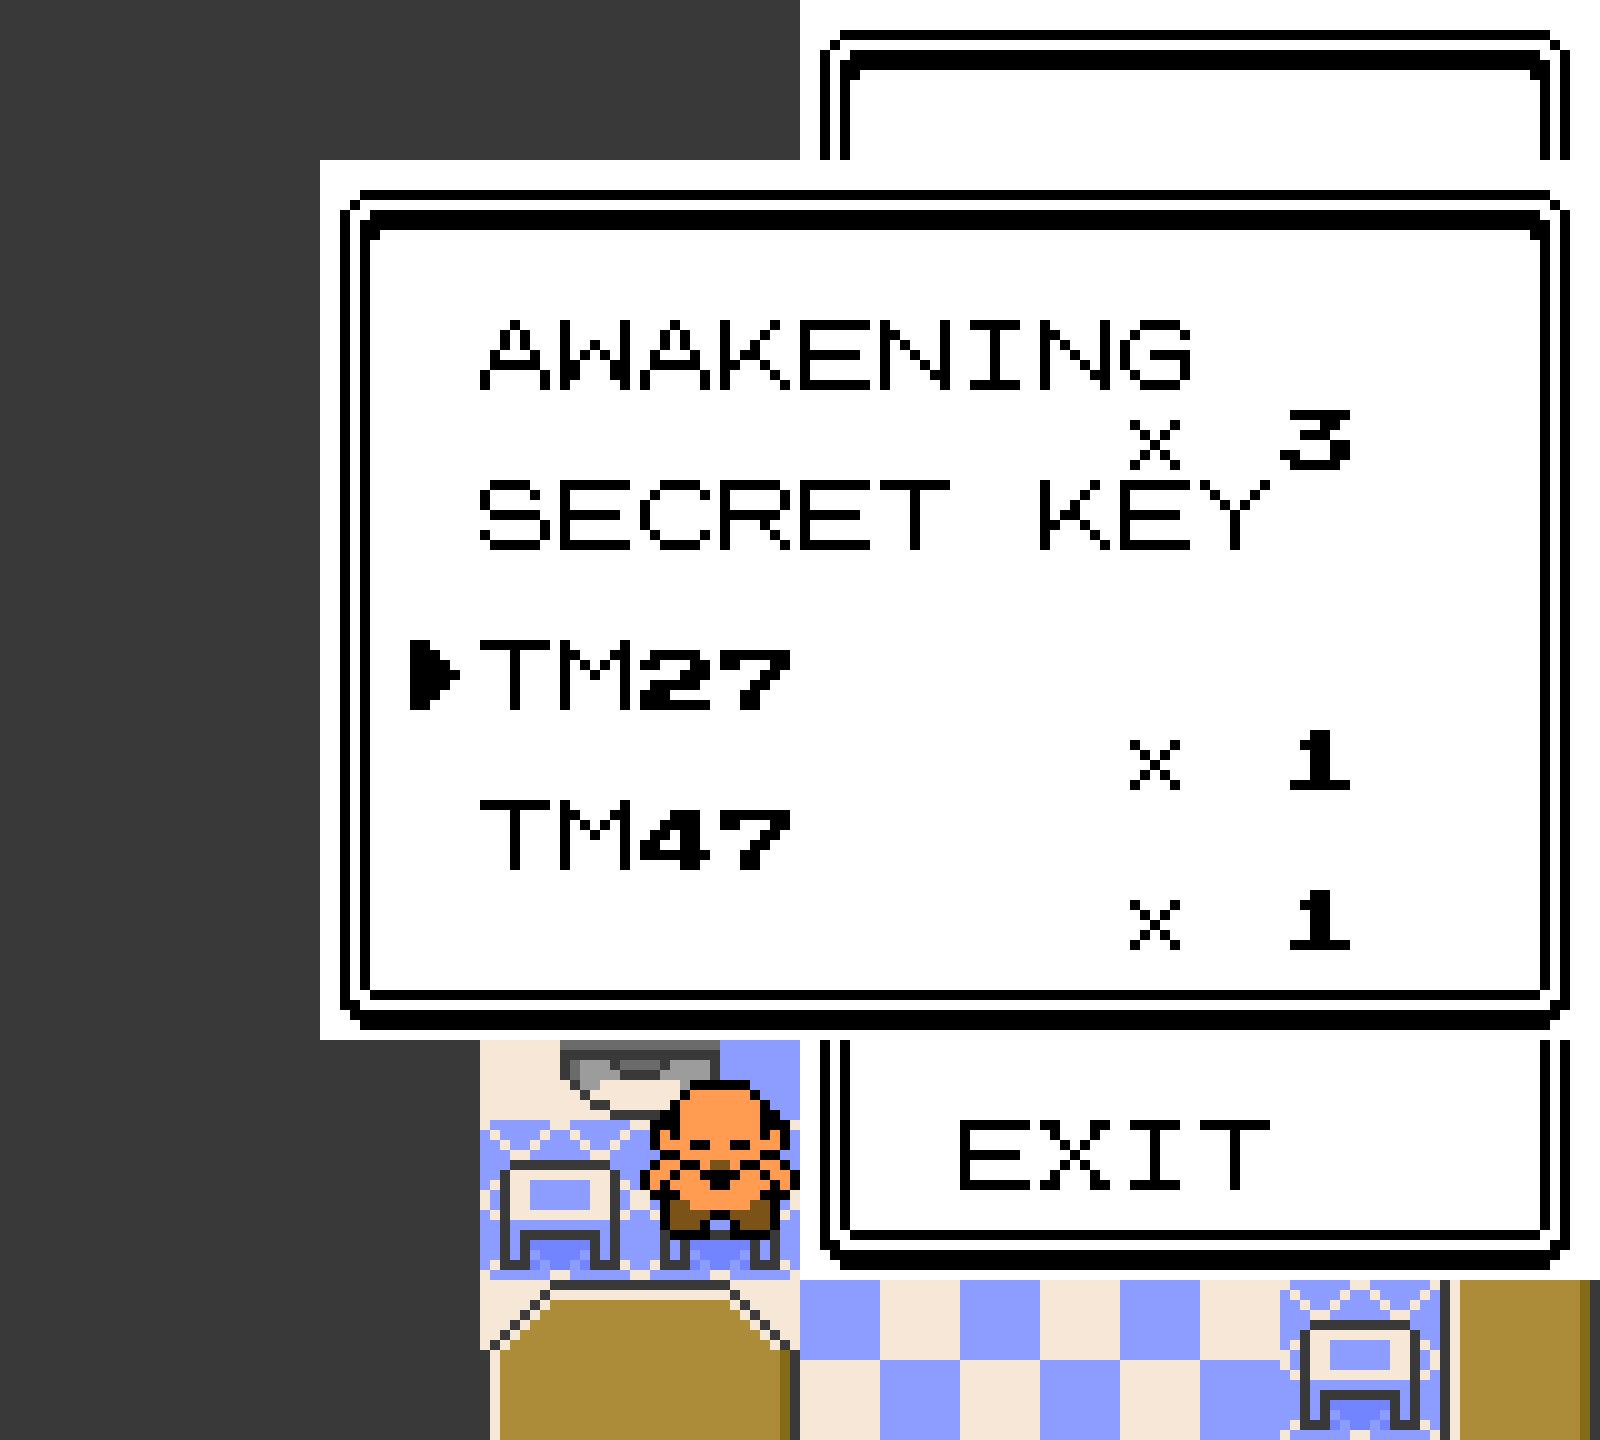 AWAKENING
× 3
SECRET KEY
▶TM27
× 1
TM47
× 1
EXIT